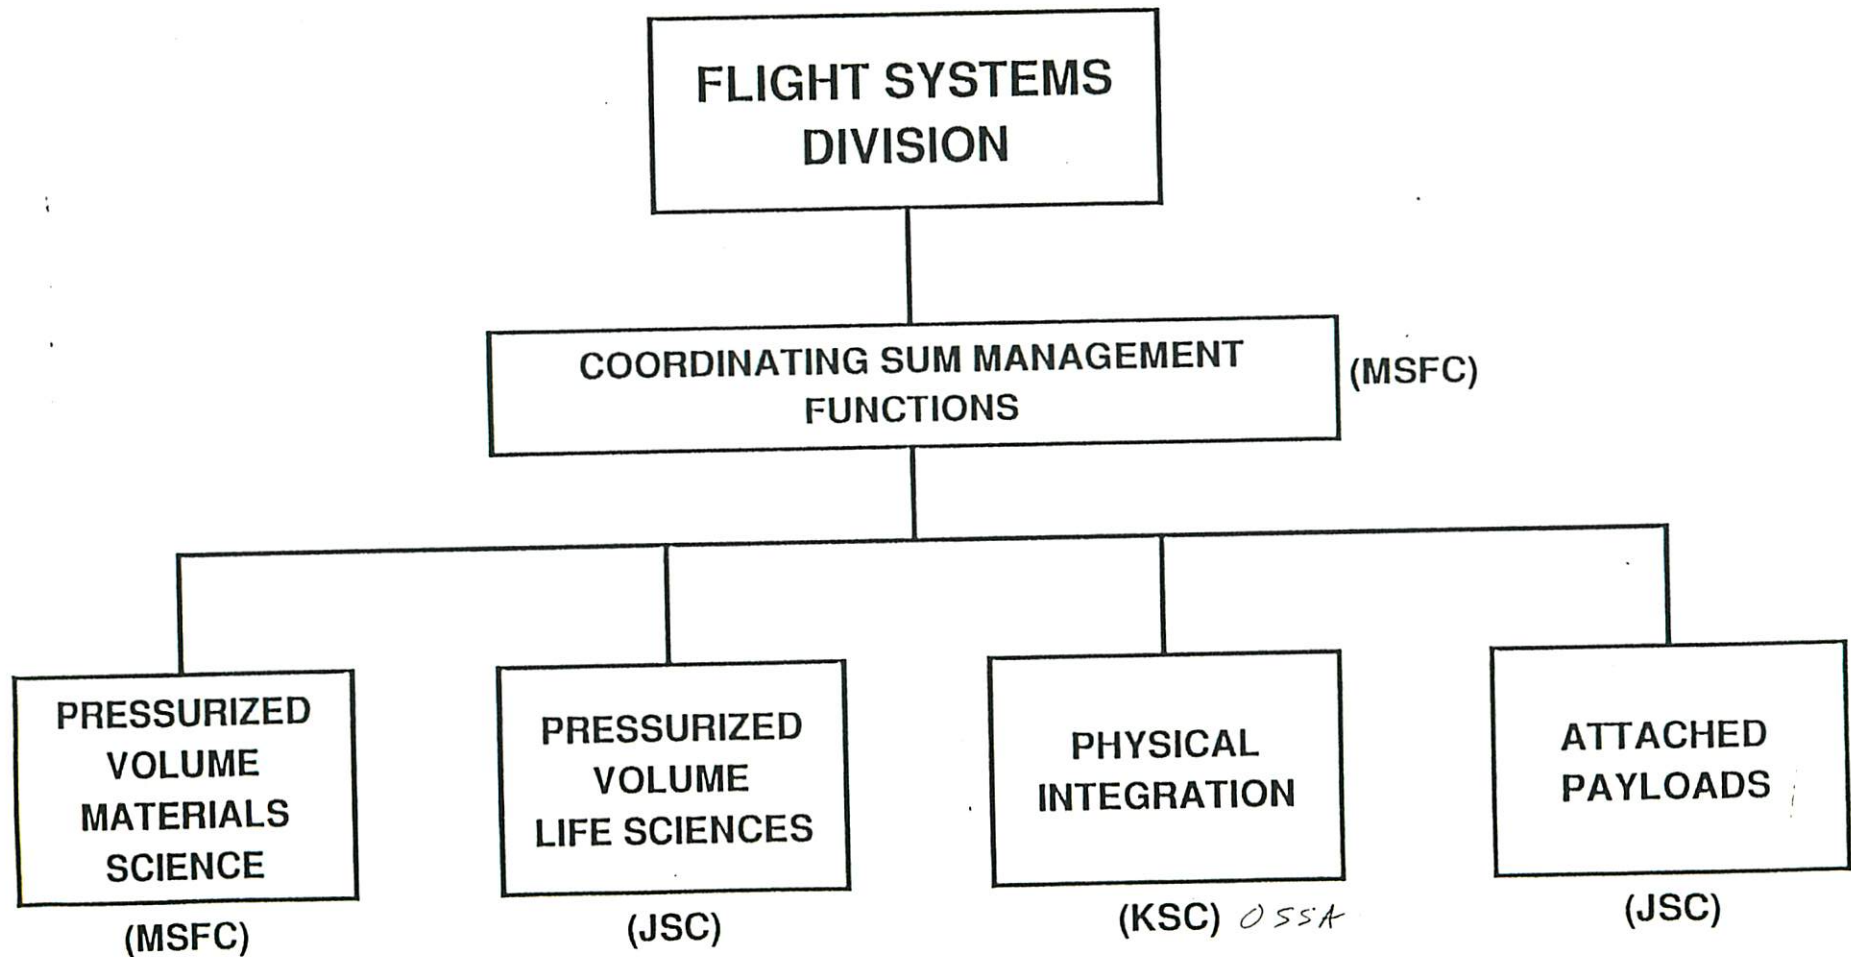 FLIGHT SYSTEMS
DIVISION
COORDINATING SUM MANAGEMENT
FUNCTIONS
(MSFC)
PRESSURIZED
VOLUME
MATERIALS
SCIENCE
(MSFC)
PRESSURIZED
VOLUME
LIFE SCIENCES
(JSC)
PHYSICAL
INTEGRATION
(KSC) OSSA
ATTACHED
PAYLOADS
(JSC)